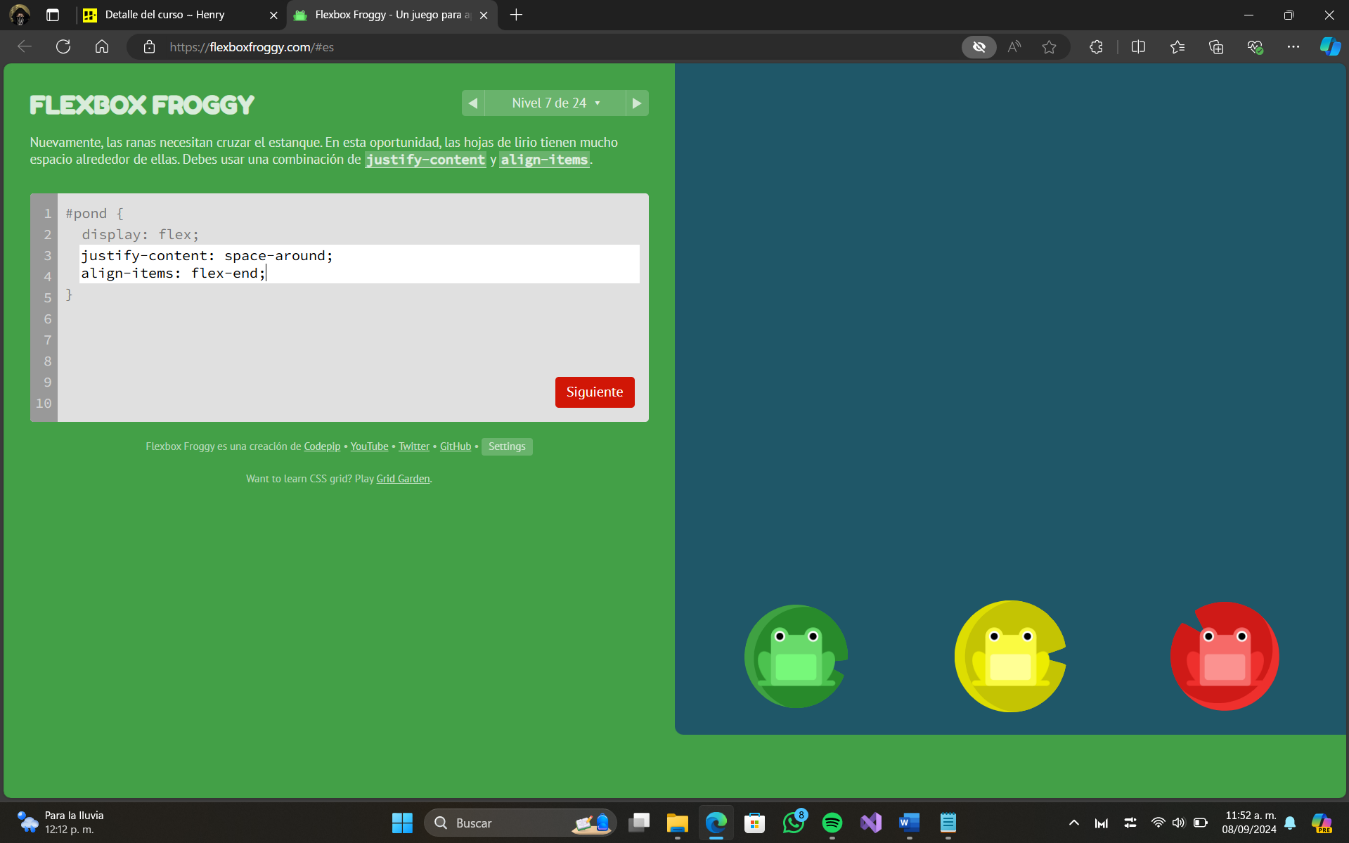 Detalle del curso ~ Henry
Flexbox Froggy - Un juego para a
https://flexboxfroggy.com/#es
FLEXBOX FROGGY
Nivel 7 de 24
Nuevamente, las ranas necesitan cruzar el estanque. En esta oportunidad, las hojas de lirio tienen mucho
espacio alrededor de ellas. Debes usar una combinación de justify-content y align-items.
1 #pond {
2 display: flex;
3 justify-content: space-around;
4 align-items: flex-end;
5 }
6
7
8
9
10
Siguiente
Flexbox Froggy es una creación de Codepip • YouTube • Twitter • GitHub • Settings
Want to learn CSS grid? Play Grid Garden.
Para la lluvia
12:12 p. m.
Buscar
8
11:52 a. m.
08/09/2024
PRE